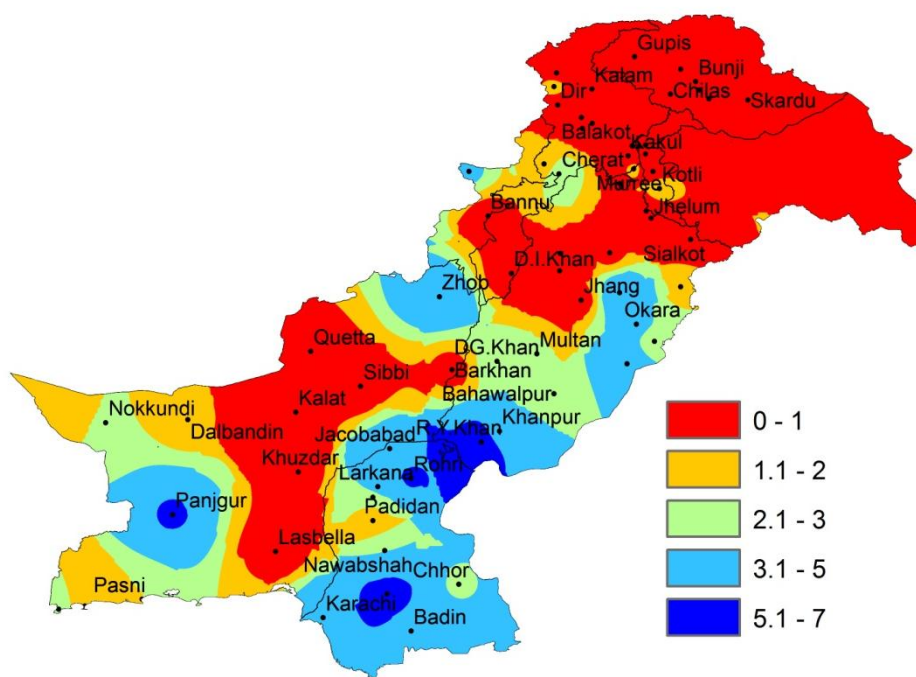 Gupis
Bunji
Kalam
Chilas
Dir
Skardu
Balakot
Kakul
Cherat
Kotli
Murree
Bannu
Jhelum
Sialkot
D.I.Khan
Zhob
Jhang
Okara
Quetta
D.G.Khan
Multan
Barkhan
Sibbi
Bahawalpur
Kalat
Nokkundi
Khanpur
Dalbandin
R.Y.Khan
Jacobabad
Khuzdar
Rohri
Larkana
Panjgur
Padidan
Lasbella
Nawabshah
Chhor
Pasni
Karachi
Badin
0 - 1
1.1 - 2
2.1 - 3
3.1 - 5
5.1 - 7